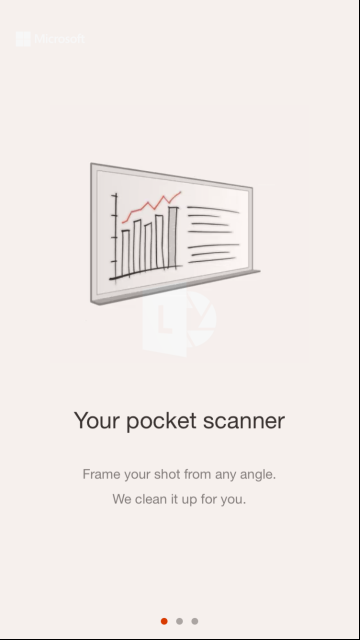 Microsoft
L
Your pocket scanner
Frame your shot from any angle.
We clean it up for you.